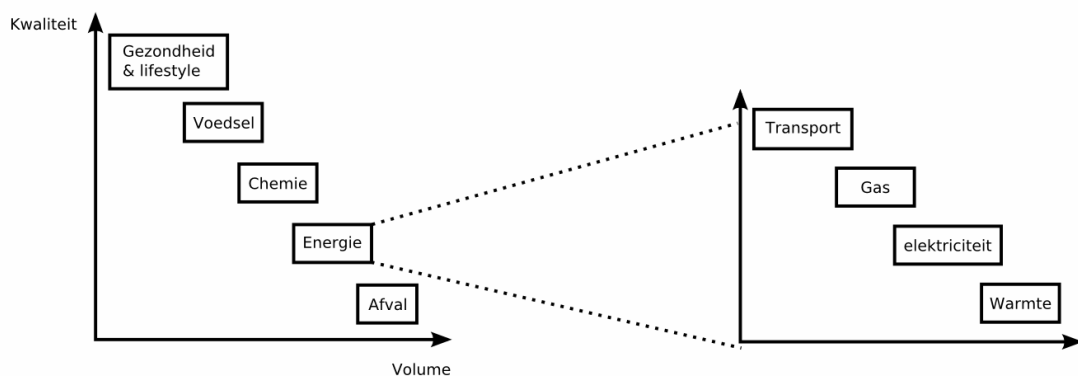 Kwaliteit
Gezondheid
& lifestyle
Voedsel
Chemie
Energie
Afval
Volume
Transport
Gas
elektriciteit
Warmte